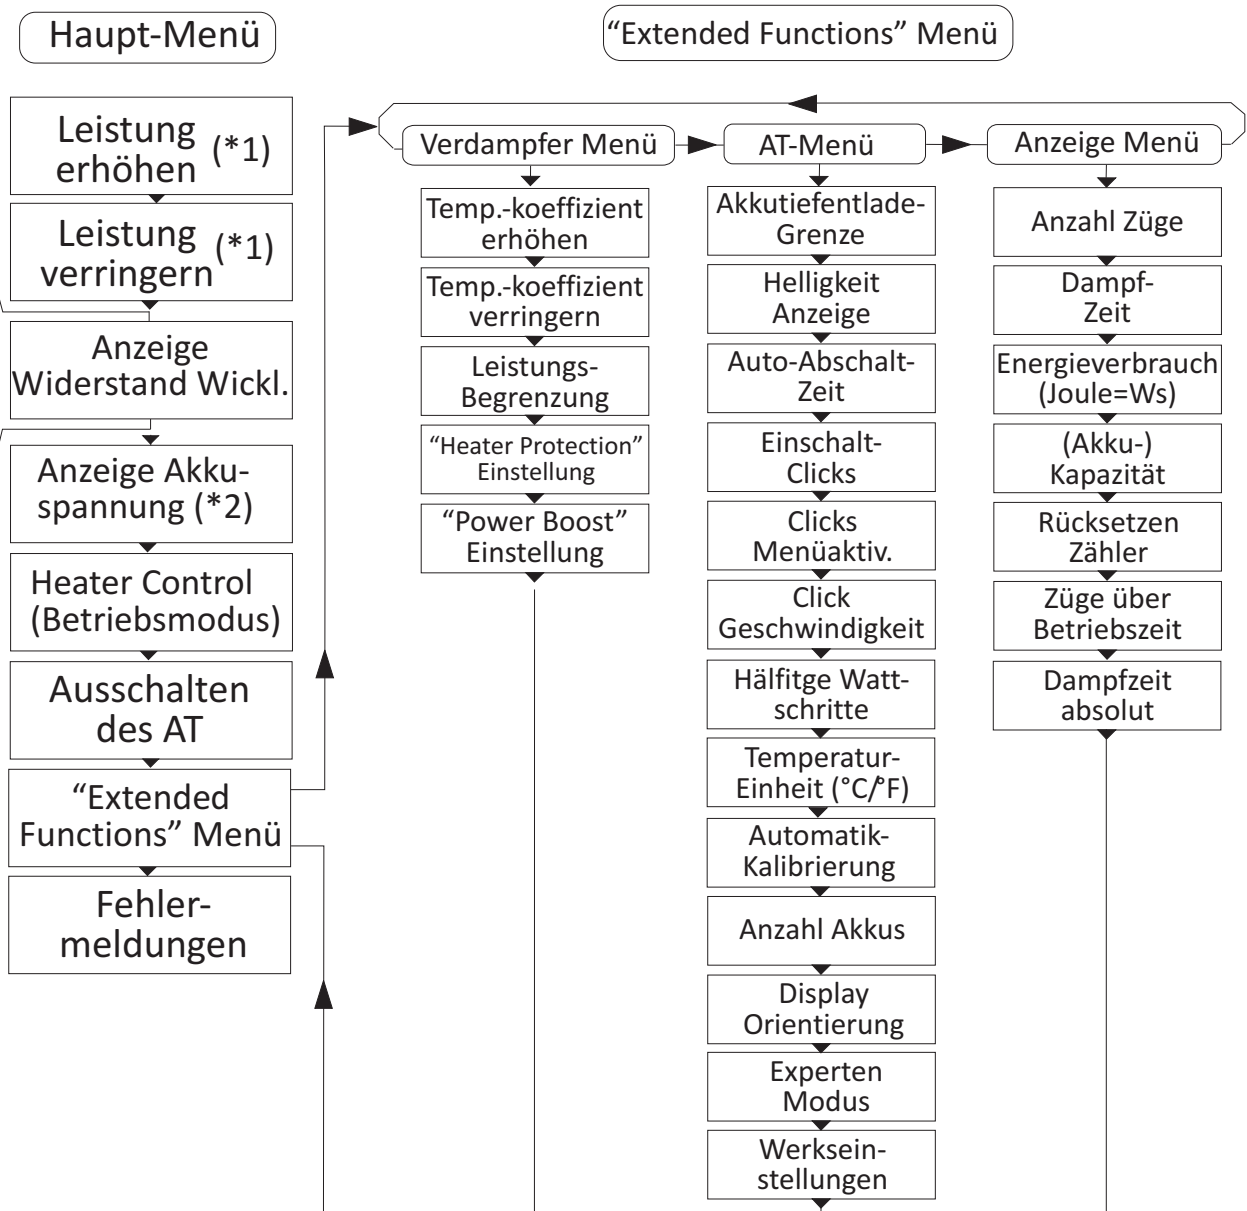 Haupt-Menü
“Extended Functions” Menü
Leistung
erhöhen (*1)
Leistung
verringern (*1)
Anzeige
Widerstand Wickl.
Anzeige Akku-
spannung (*2)
Heater Control
(Betriebsmodus)
Ausschalten
des AT
“Extended
Functions” Menü
Fehler-
meldungen
Verdampfer Menü
Temp.-koeffizient
erhöhen
Temp.-koeffizient
verringern
Leistungs-
Begrenzung
“Heater Protection”
Einstellung
“Power Boost”
Einstellung
AT-Menü
Akkutiefentlade-
Grenze
Helligkeit
Anzeige
Auto-Abschalt-
Zeit
Einschalt-
Clicks
Clicks
Menüaktiv.
Click
Geschwindigkeit
Hälfitge Watt-
schritte
Temperatur-
Einheit (°C/°F)
Automatik-
Kalibrierung
Anzahl Akkus
Display
Orientierung
Experten
Modus
Werksein-
stellungen
Anzeige Menü
Anzahl Züge
Dampf-
Zeit
Energieverbrauch
(Joule=Ws)
(Akku-)
Kapazität
Rücksetzen
Zähler
Züge über
Betriebszeit
Dampfzeit
absolut